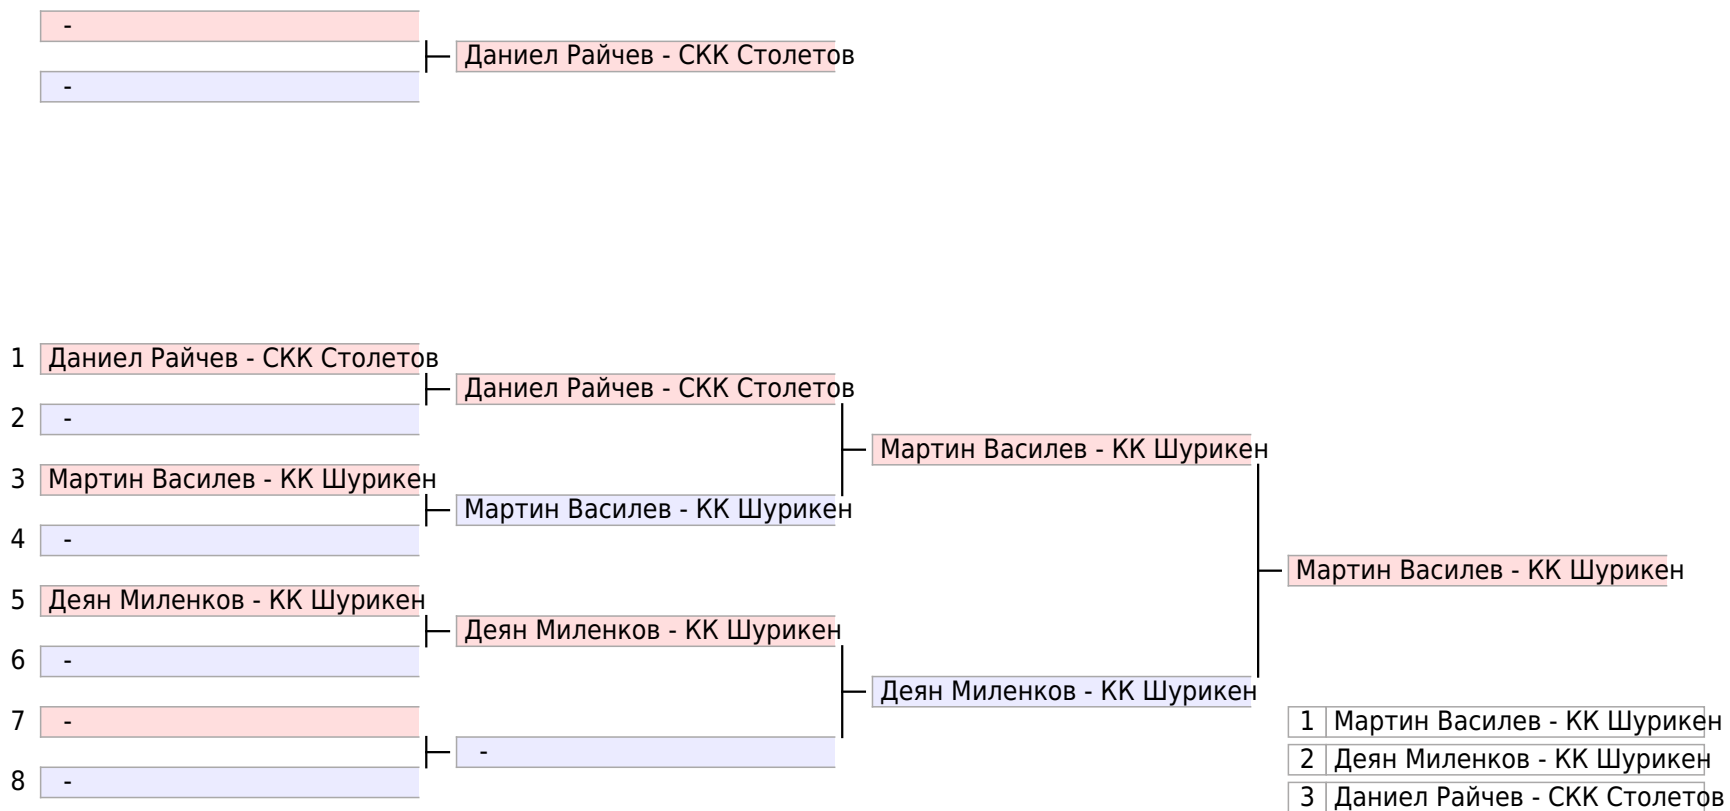 -
Даниел Райчев - СКК Столетов
-
1 Даниел Райчев - СКК Столетов
Даниел Райчев - СКК Столетов
2 -
Мартин Василев - КК Шурикен
3 Мартин Василев - КК Шурикен
Мартин Василев - КК Шурикен
4 -
Мартин Василев - КК Шурикен
5 Деян Миленков - КК Шурикен
Деян Миленков - КК Шурикен
6 -
Деян Миленков - КК Шурикен
7 -
-
8 -
1 Мартин Василев - КК Шурикен
2 Деян Миленков - КК Шурикен
3 Даниел Райчев - СКК Столетов